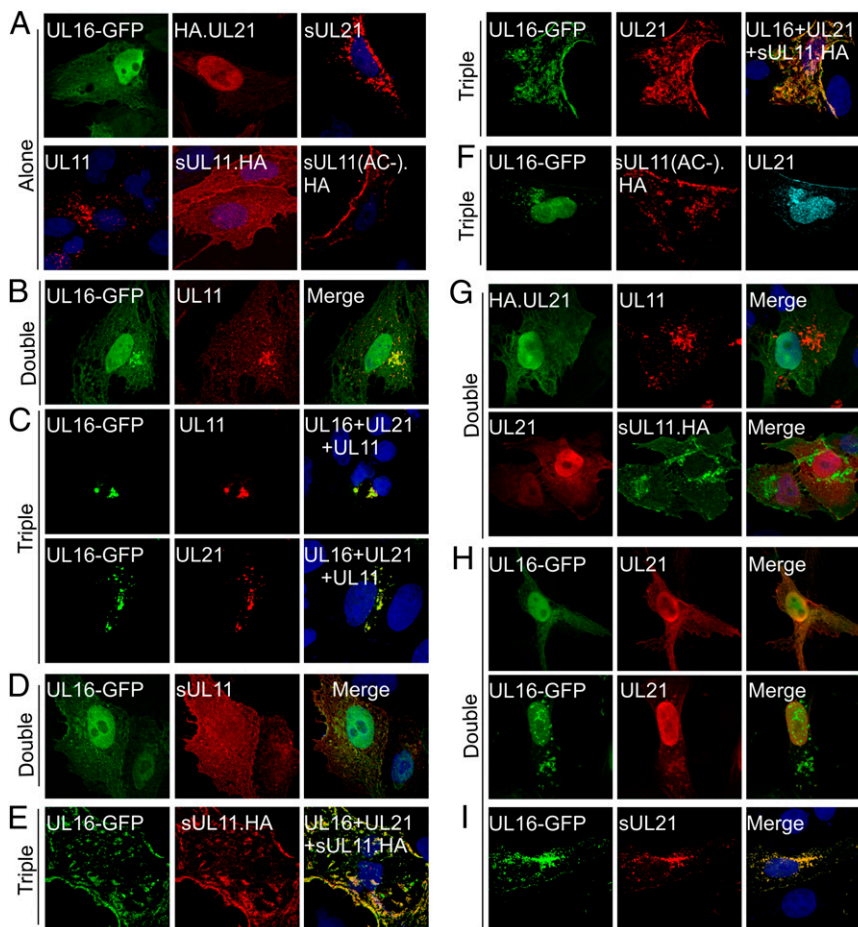 A
UL16-GFP
HA.UL21
sUL21
Alone
UL11
sUL11.HA
sUL11(AC-).
HA
B
UL16-GFP
UL11
Merge
Double
C
UL16-GFP
UL11
UL16+UL21
+UL11
Triple
UL16-GFP
UL21
UL16+UL21
+UL11
D
UL16-GFP
sUL11
Merge
Double
E
UL16-GFP
sUL11.HA
UL16+UL21
+sUL11.HA
Triple
UL16-GFP
UL21
UL16+UL21
+sUL11.HA
Triple
F
UL16-GFP
sUL11(AC-).
HA
UL21
Triple
G
HA.UL21
UL11
Merge
Double
UL21
sUL11.HA
Merge
H
UL16-GFP
UL21
Merge
Double
UL16-GFP
UL21
Merge
I
UL16-GFP
sUL21
Merge